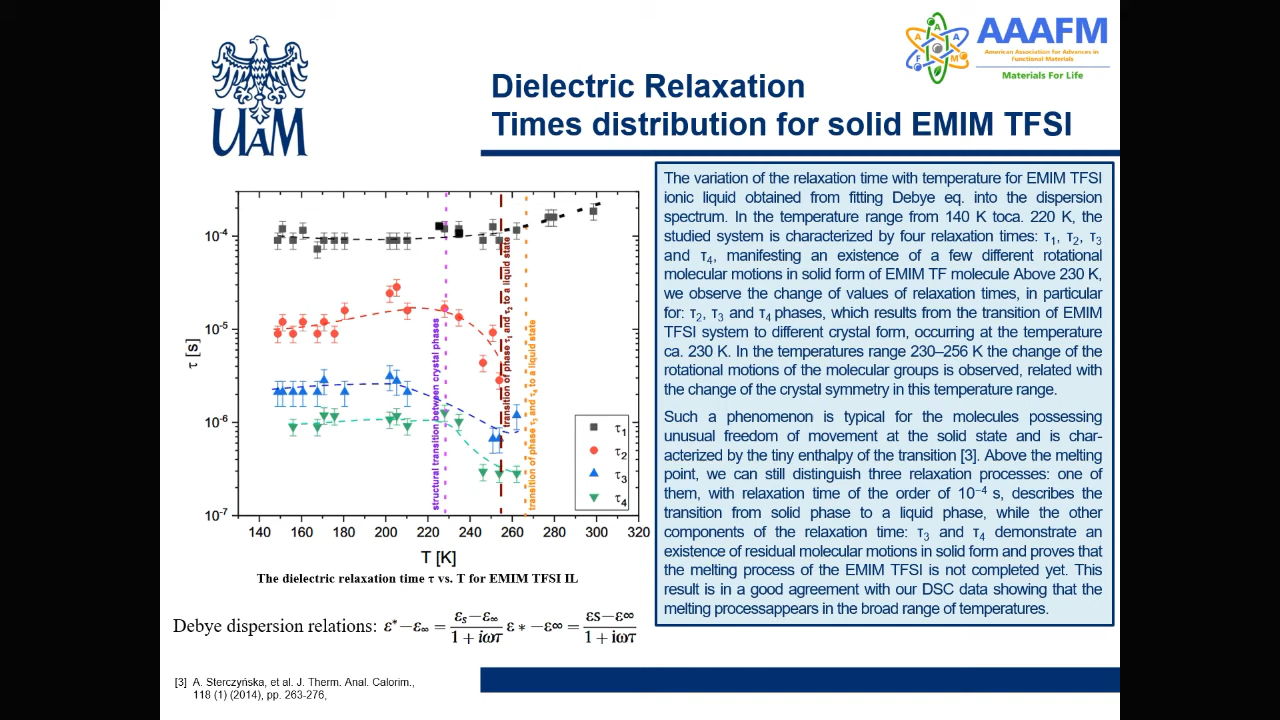 UAM
AAAFM
American Association for Advances in
Functional Materials
Materials For Life
A
A
A
F
M
Dielectric Relaxation
Times distribution for solid EMIM TFSI
τ [s]
10⁻⁴
10⁻⁵
10⁻⁶
10⁻⁷
structural transition between crystal phases
transition of phase τ₁ and τ₂ to a liquid state
transition of phase τ₃ and τ₄ to a liquid state
τ₁
τ₂
τ₃
τ₄
140 160 180 200 220 240 260 280 300 320
T [K]
The dielectric relaxation time τ vs. T for EMIM TFSI IL
Debye dispersion relations: ε* − ε∞ = (εs − ε∞)/(1 + iωτ) ε ∗ −ε∞ = (εs−ε∞)/(1 + iωτ)
The variation of the relaxation time with temperature for EMIM TFSI
ionic liquid obtained from fitting Debye eq. into the dispersion
spectrum. In the temperature range from 140 K toca. 220 K, the
studied system is characterized by four relaxation times: τ₁, τ₂, τ₃
and τ₄, manifesting an existence of a few different rotational
molecular motions in solid form of EMIM TF molecule Above 230 K,
we observe the change of values of relaxation times, in particular
for: τ₂, τ₃ and τ₄ phases, which results from the transition of EMIM
TFSI system to different crystal form, occurring at the temperature
ca. 230 K. In the temperatures range 230–256 K the change of the
rotational motions of the molecular groups is observed, related with
the change of the crystal symmetry in this temperature range.
Such a phenomenon is typical for the molecules possessing
unusual freedom of movement at the solid state and is char-
acterized by the tiny enthalpy of the transition [3]. Above the melting
point, we can still distinguish three relaxation processes: one of
them, with relaxation time of the order of 10⁻⁴ s, describes the
transition from solid phase to a liquid phase, while the other
components of the relaxation time: τ₃ and τ₄ demonstrate an
existence of residual molecular motions in solid form and proves that
the melting process of the EMIM TFSI is not completed yet. This
result is in a good agreement with our DSC data showing that the
melting processappears in the broad range of temperatures.
[3] A. Sterczyńska, et al. J. Therm. Anal. Calorim.,
118 (1) (2014), pp. 263-276,